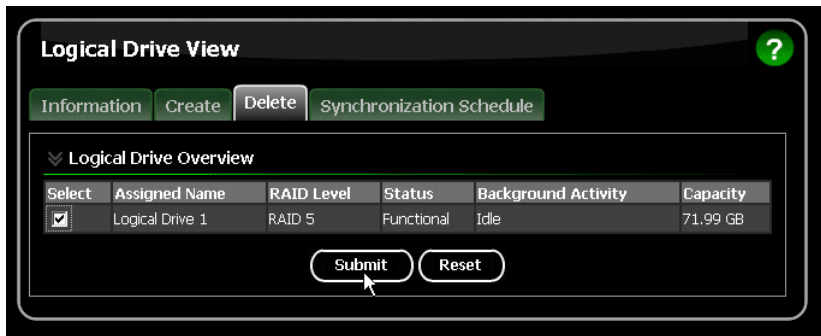 Logical Drive View
?
Information Create Delete Synchronization Schedule
Logical Drive Overview
Select Assigned Name RAID Level Status Background Activity Capacity
Logical Drive 1 RAID 5 Functional Idle 71.99 GB
Submit Reset